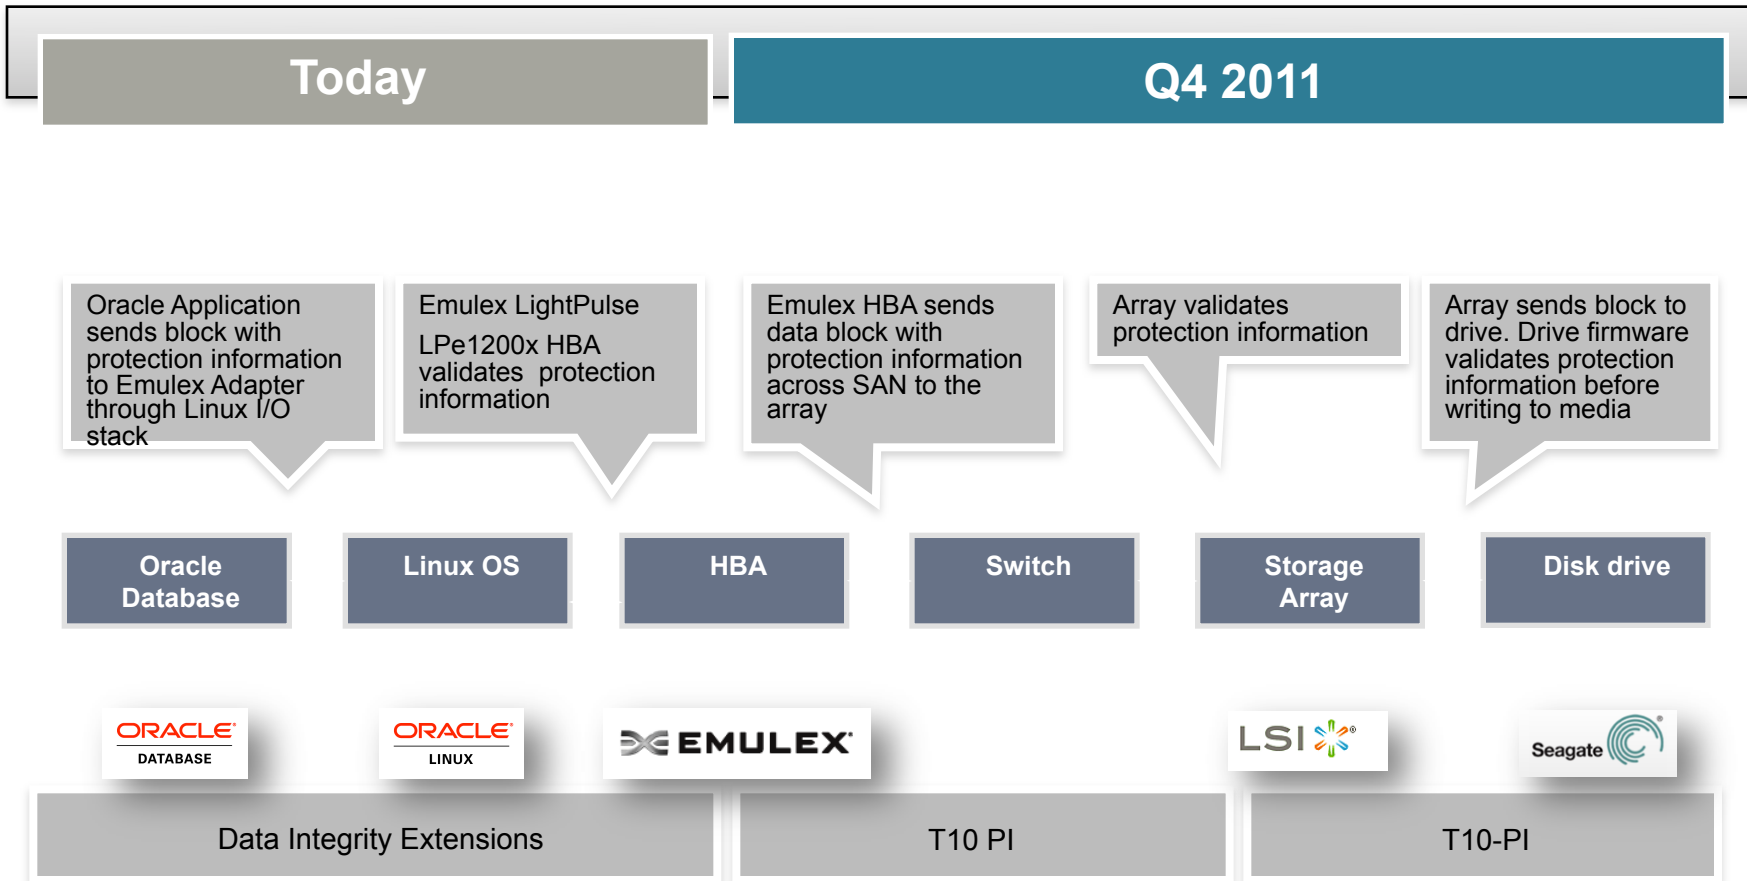 Today
Q4 2011
Oracle Application
sends block with
protection information
to Emulex Adapter
through Linux I/O
stack
Emulex LightPulse
LPe1200x HBA
validates protection
information
Emulex HBA sends
data block with
protection information
across SAN to the
array
Array validates
protection information
Array sends block to
drive. Drive firmware
validates protection
information before
writing to media
Oracle
Database
Linux OS
HBA
Switch
Storage
Array
Disk drive
ORACLE®
DATABASE
ORACLE®
LINUX
EMULEX®
LSI®
Seagate®
Data Integrity Extensions
T10 PI
T10-PI